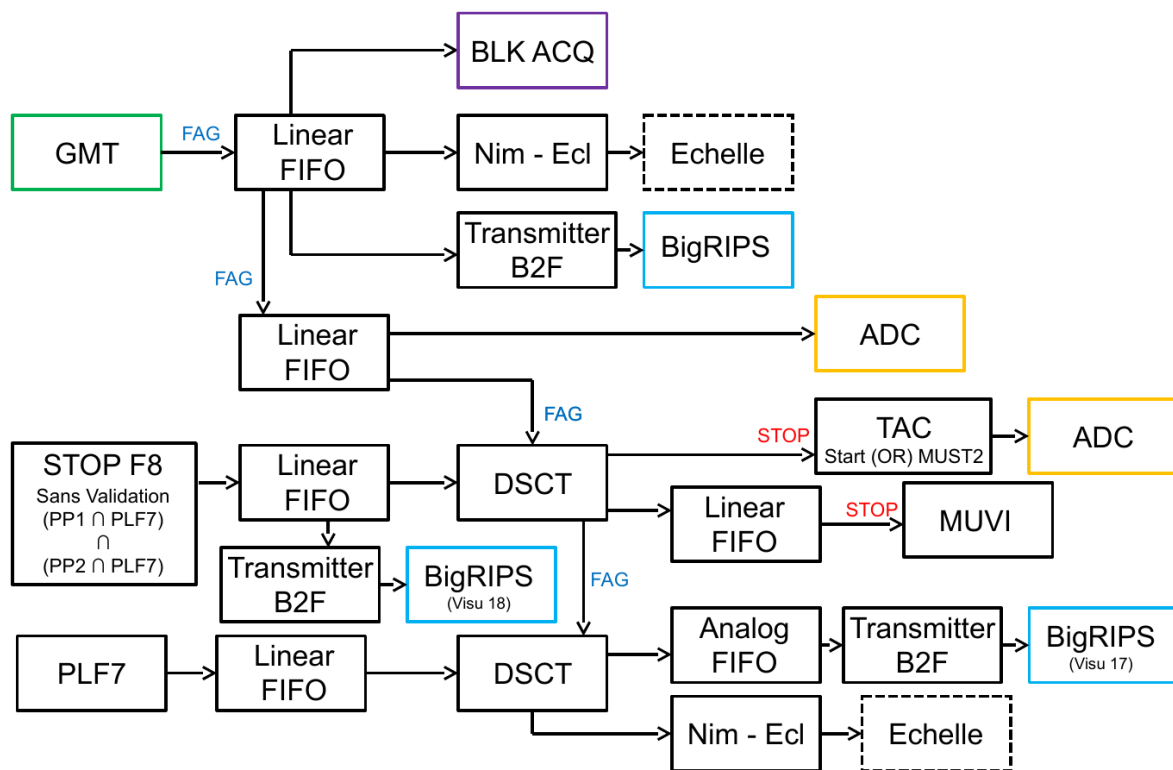 BLK ACQ
GMT
FAG
Linear
FIFO
Nim - Ecl
Echelle
Transmitter
B2F
BigRIPS
FAG
Linear
FIFO
ADC
FAG
STOP F8
Sans Validation
(PP1 ∩ PLF7)
∩
(PP2 ∩ PLF7)
Linear
FIFO
DSCT
STOP
TAC
Start (OR) MUST2
ADC
Linear
FIFO
STOP
MUVI
Transmitter
B2F
BigRIPS
(Visu 18)
FAG
PLF7
Linear
FIFO
DSCT
Analog
FIFO
Transmitter
B2F
BigRIPS
(Visu 17)
Nim - Ecl
Echelle